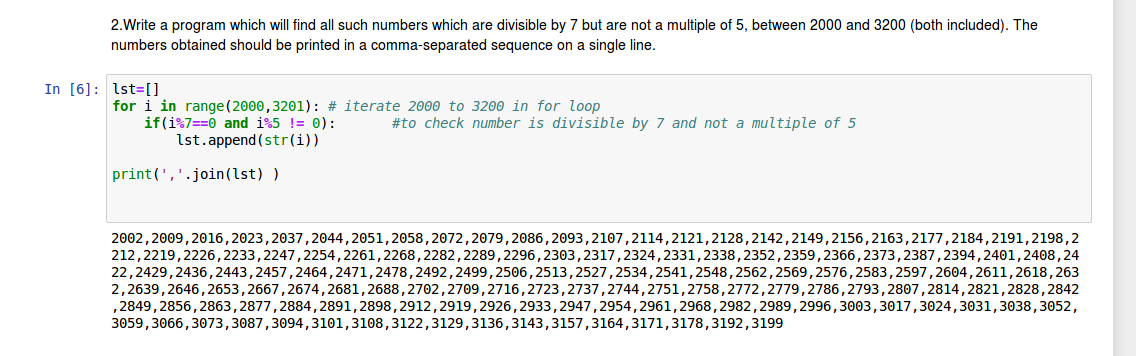 2.Write a program which will find all such numbers which are divisible by 7 but are not a multiple of 5, between 2000 and 3200 (both included). The
numbers obtained should be printed in a comma-separated sequence on a single line.
In [6]: lst=[]
for i in range(2000,3201): # iterate 2000 to 3200 in for loop
    if(i%7==0 and i%5 != 0):       #to check number is divisible by 7 and not a multiple of 5
        lst.append(str(i))
print(','.join(lst) )
2002,2009,2016,2023,2037,2044,2051,2058,2072,2079,2086,2093,2107,2114,2121,2128,2142,2149,2156,2163,2177,2184,2191,2198,2
212,2219,2226,2233,2247,2254,2261,2268,2282,2289,2296,2303,2317,2324,2331,2338,2352,2359,2366,2373,2387,2394,2401,2408,24
22,2429,2436,2443,2457,2464,2471,2478,2492,2499,2506,2513,2527,2534,2541,2548,2562,2569,2576,2583,2597,2604,2611,2618,263
2,2639,2646,2653,2667,2674,2681,2688,2702,2709,2716,2723,2737,2744,2751,2758,2772,2779,2786,2793,2807,2814,2821,2828,2842
,2849,2856,2863,2877,2884,2891,2898,2912,2919,2926,2933,2947,2954,2961,2968,2982,2989,2996,3003,3017,3024,3031,3038,3052,
3059,3066,3073,3087,3094,3101,3108,3122,3129,3136,3143,3157,3164,3171,3178,3192,3199